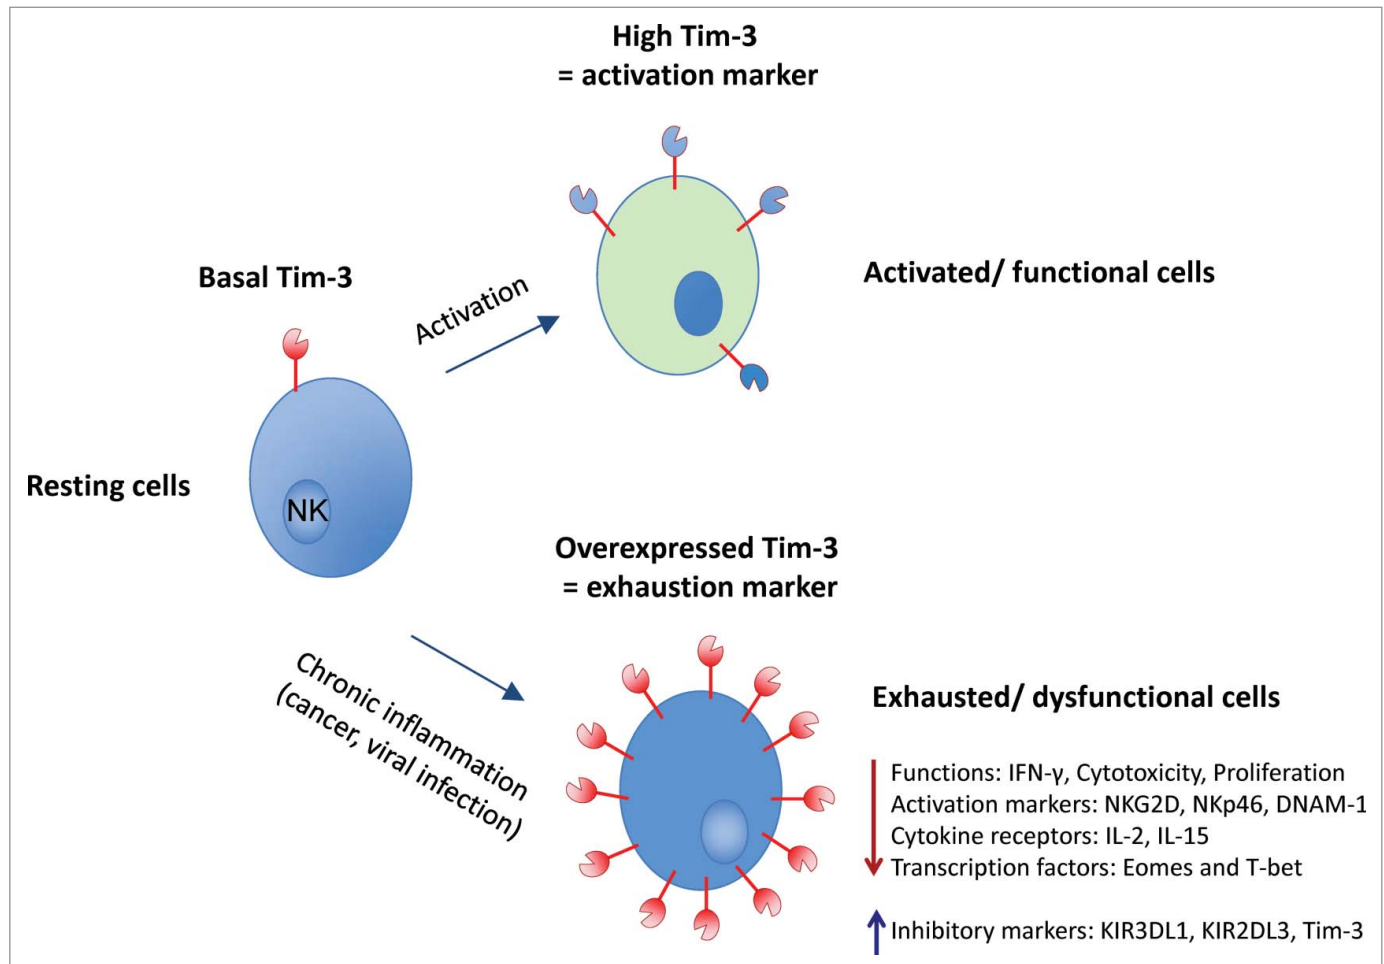 High Tim-3
= activation marker
Basal Tim-3
Activation
Activated/ functional cells
Resting cells
NK
Overexpressed Tim-3
= exhaustion marker
Chronic inflammation
(cancer, viral infection)
Exhausted/ dysfunctional cells
Functions: IFN-γ, Cytotoxicity, Proliferation
Activation markers: NKG2D, NKp46, DNAM-1
Cytokine receptors: IL-2, IL-15
Transcription factors: Eomes and T-bet
Inhibitory markers: KIR3DL1, KIR2DL3, Tim-3